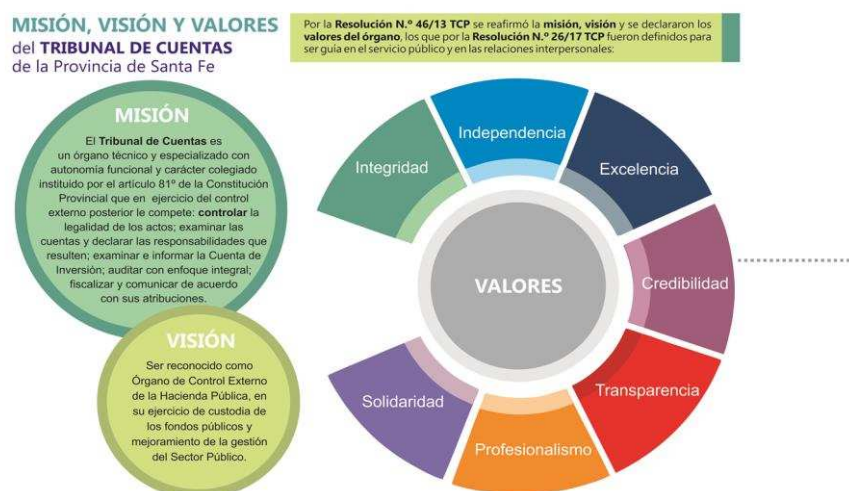 MISIÓN, VISIÓN Y VALORES
del TRIBUNAL DE CUENTAS
de la Provincia de Santa Fe
Por la Resolución N.º 46/13 TCP se reafirmó la misión, visión y se declararon los
valores del órgano, los que por la Resolución N.º 26/17 TCP fueron definidos para
ser guía en el servicio público y en las relaciones interpersonales:
MISIÓN
El Tribunal de Cuentas es
un órgano técnico y especializado con
autonomía funcional y carácter colegiado
instituido por el artículo 81º de la Constitución
Provincial que en ejercicio del control
externo posterior le compete: controlar la
legalidad de los actos; examinar las
cuentas y declarar las responsabilidades que
resulten; examinar e informar la Cuenta de
Inversión; auditar con enfoque integral;
fiscalizar y comunicar de acuerdo
con sus atribuciones.
VISIÓN
Ser reconocido como
Órgano de Control Externo
de la Hacienda Pública, en
su ejercicio de custodia de
los fondos públicos y
mejoramiento de la gestión
del Sector Público.
Integridad
Independencia
Excelencia
Credibilidad
Transparencia
Profesionalismo
Solidaridad
VALORES